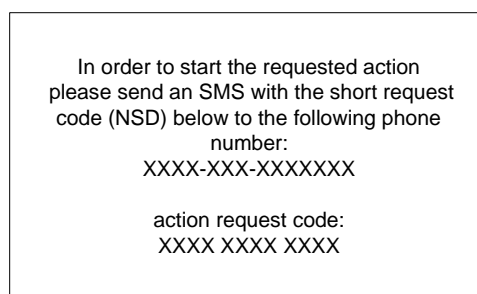 In order to start the requested action
please send an SMS with the short request
code (NSD) below to the following phone
number:
XXXX-XXX-XXXXXXX
action request code:
XXXX XXXX XXXX